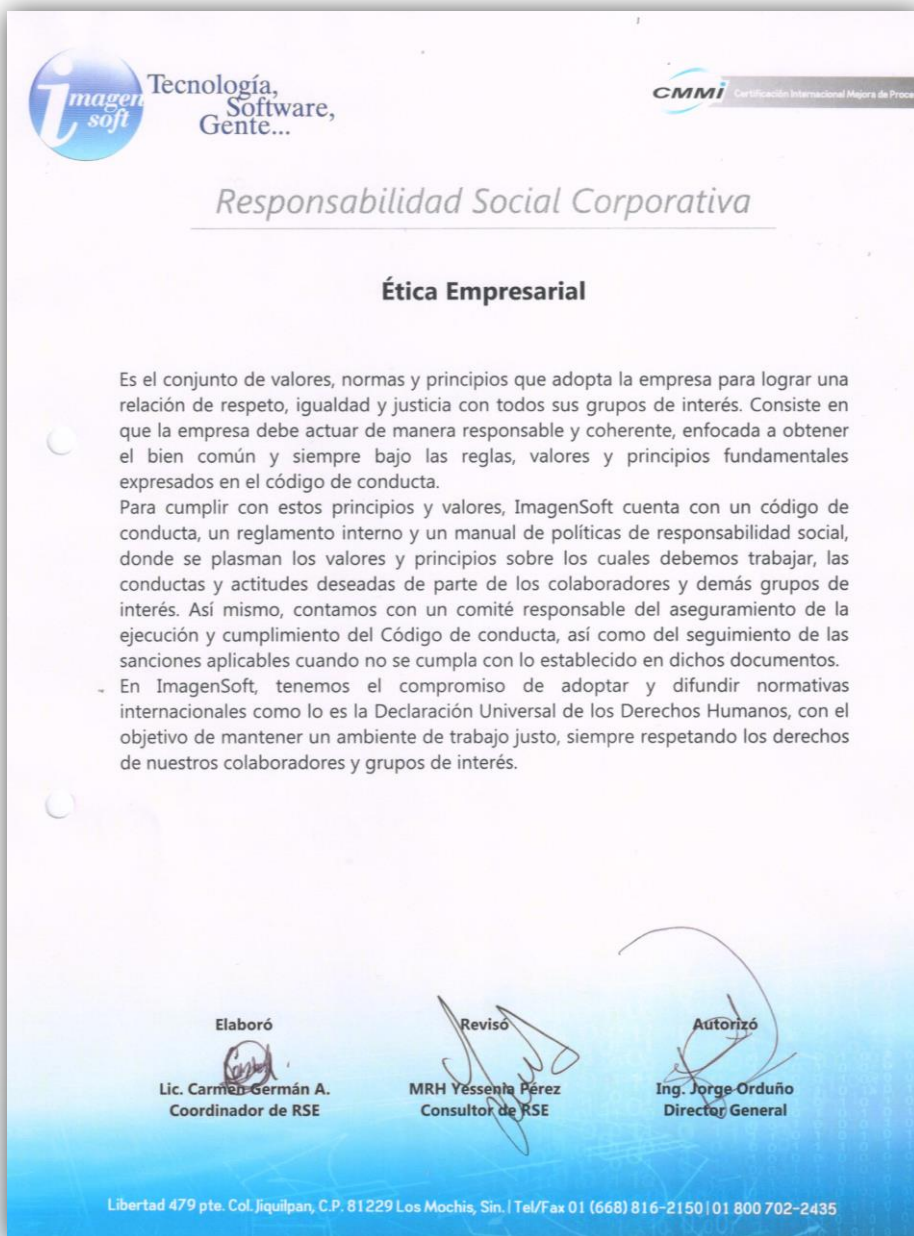 imagen soft
Tecnología,
Software,
Gente...
CMMi Certificación Internacional Mejora de Proce
Responsabilidad Social Corporativa
Ética Empresarial
Es el conjunto de valores, normas y principios que adopta la empresa para lograr una
relación de respeto, igualdad y justicia con todos sus grupos de interés. Consiste en
que la empresa debe actuar de manera responsable y coherente, enfocada a obtener
el bien común y siempre bajo las reglas, valores y principios fundamentales
expresados en el código de conducta.
Para cumplir con estos principios y valores, ImagenSoft cuenta con un código de
conducta, un reglamento interno y un manual de políticas de responsabilidad social,
donde se plasman los valores y principios sobre los cuales debemos trabajar, las
conductas y actitudes deseadas de parte de los colaboradores y demás grupos de
interés. Así mismo, contamos con un comité responsable del aseguramiento de la
ejecución y cumplimiento del Código de conducta, así como del seguimiento de las
sanciones aplicables cuando no se cumpla con lo establecido en dichos documentos.
En ImagenSoft, tenemos el compromiso de adoptar y difundir normativas
internacionales como lo es la Declaración Universal de los Derechos Humanos, con el
objetivo de mantener un ambiente de trabajo justo, siempre respetando los derechos
de nuestros colaboradores y grupos de interés.
Elaboró Revisó Autorizó
Lic. Carmen Germán A. MRH Yessenia Pérez Ing. Jorge Orduño
Coordinador de RSE Consultor de RSE Director General
Libertad 479 pte. Col. Jiquilpan, C.P. 81229 Los Mochis, Sin. | Tel/Fax 01 (668) 816-2150 | 01 800 702-2435